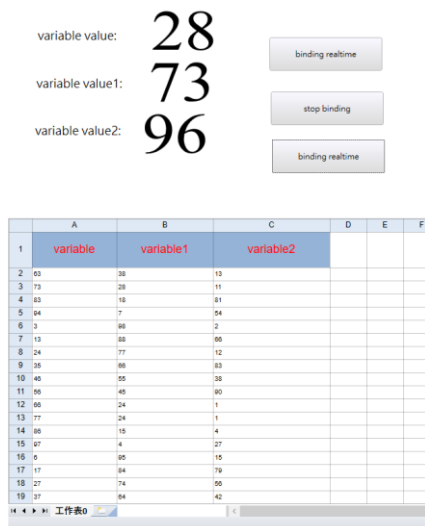 variable value: 28
binding realtime
variable value1: 73
stop binding
variable value2: 96
binding realtime
A B C D E F
1 variable variable1 variable2
2 63 38 13
3 73 28 11
4 83 18 81
5 94 7 54
6 3 98 2
7 13 88 66
8 24 77 12
9 35 66 83
10 46 55 38
11 56 45 90
12 66 24 1
13 77 24 1
14 86 15 4
15 97 4 27
16 6 95 15
17 17 84 79
18 27 74 56
19 37 64 42
工作表0